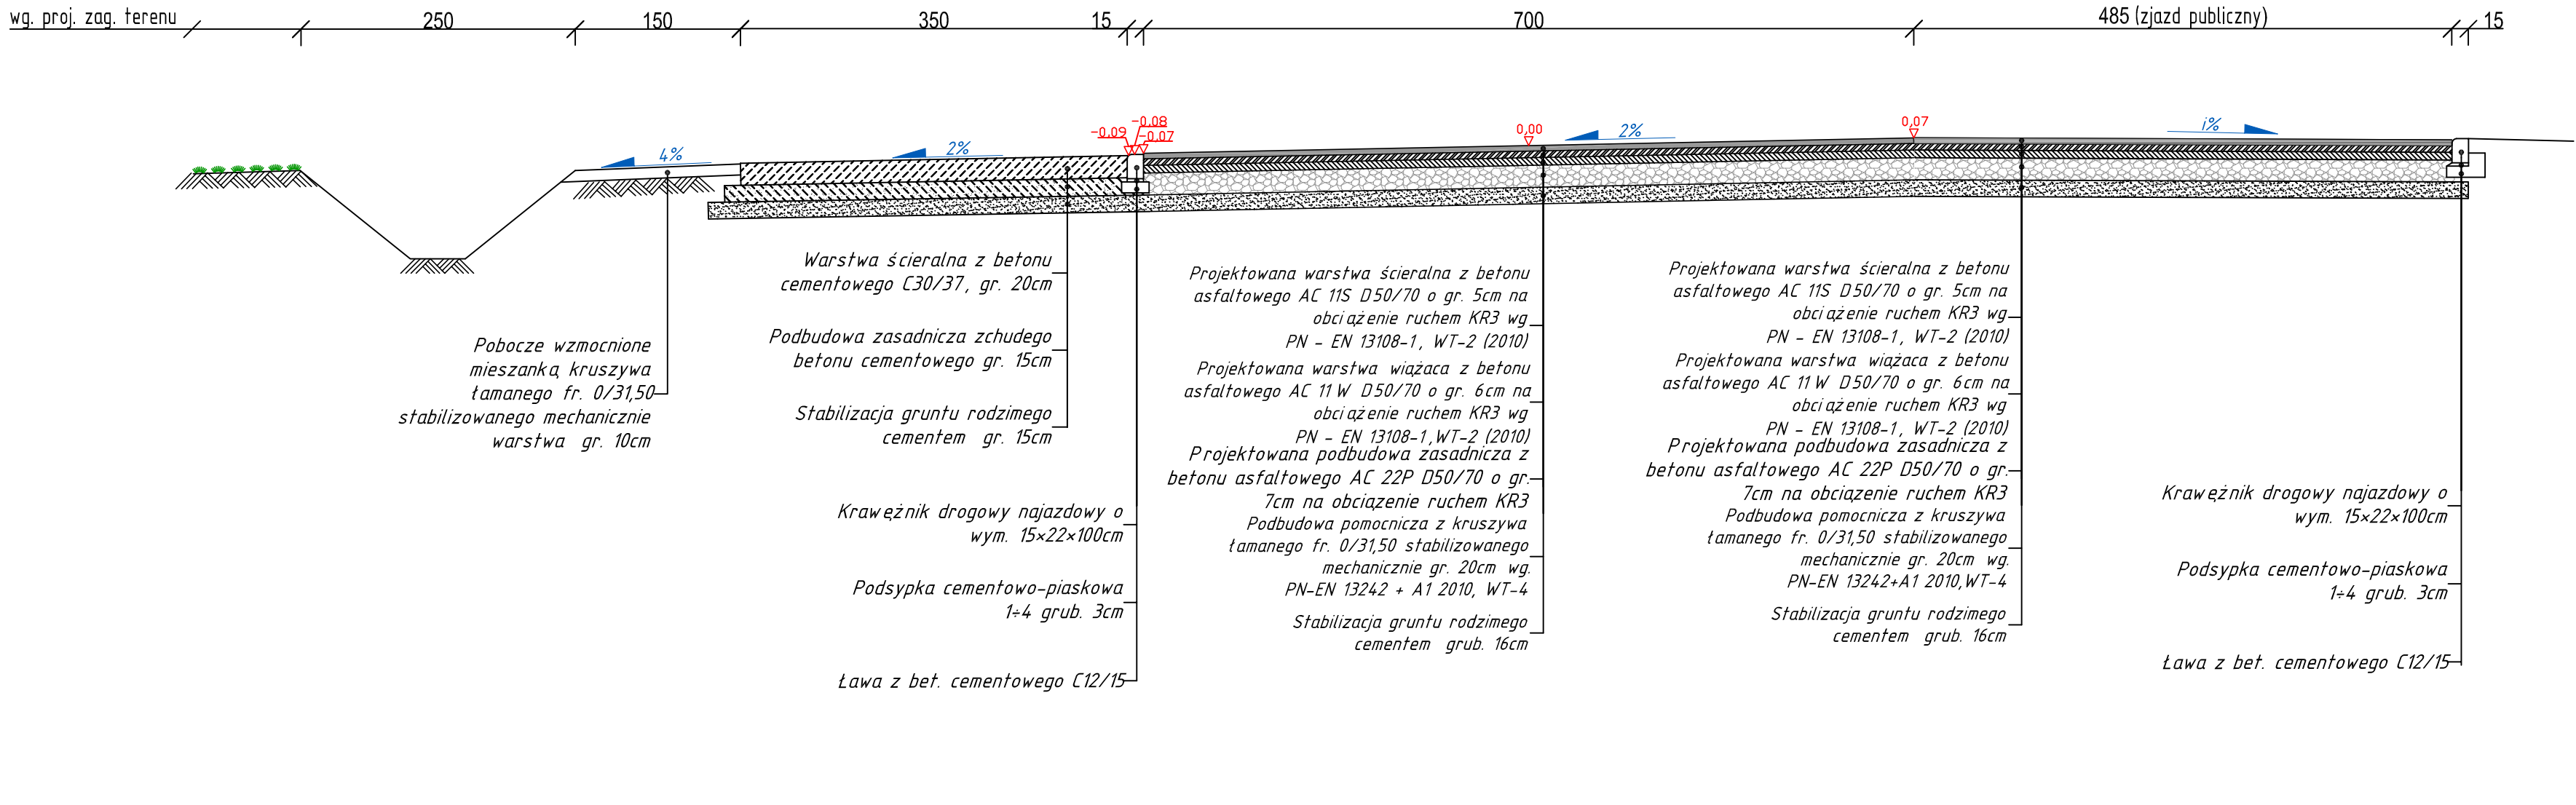 wg. proj. zag. terenu
250
150
350
15
700
485 (zjazd publiczny)
15
4%
2%
-0,09
-0,08
-0,07
0,00
2%
0,07
i%
Pobocze wzmocnione
mieszanką kruszywa
łamanego fr. 0/31,50
stabilizowanego mechanicznie
warstwa gr. 10cm
Warstwa ścieralna z betonu
cementowego C30/37, gr. 20cm
Podbudowa zasadnicza zchudego
betonu cementowego gr. 15cm
Stabilizacja gruntu rodzimego
cementem gr. 15cm
Krawężnik drogowy najazdowy o
wym. 15×22×100cm
Podsypka cementowo-piaskowa
1÷4 grub. 3cm
Ława z bet. cementowego C12/15
Projektowana warstwa ścieralna z betonu
asfaltowego AC 11S D50/70 o gr. 5cm na
obciążenie ruchem KR3 wg
PN - EN 13108-1, WT-2 (2010)
Projektowana warstwa wiążaca z betonu
asfaltowego AC 11 W D50/70 o gr. 6cm na
obciążenie ruchem KR3 wg
PN - EN 13108-1,WT-2 (2010)
Projektowana podbudowa zasadnicza z
betonu asfaltowego AC 22P D50/70 o gr.
7cm na obciązenie ruchem KR3
Podbudowa pomocnicza z kruszywa
łamanego fr. 0/31,50 stabilizowanego
mechanicznie gr. 20cm wg.
PN-EN 13242 + A1 2010, WT-4
Stabilizacja gruntu rodzimego
cementem grub. 16cm
Projektowana warstwa ścieralna z betonu
asfaltowego AC 11S D50/70 o gr. 5cm na
obciążenie ruchem KR3 wg
PN - EN 13108-1, WT-2 (2010)
Projektowana warstwa wiążaca z betonu
asfaltowego AC 11 W D50/70 o gr. 6cm na
obciążenie ruchem KR3 wg
PN - EN 13108-1, WT-2 (2010)
Projektowana podbudowa zasadnicza z
betonu asfaltowego AC 22P D50/70 o gr.
7cm na obciązenie ruchem KR3
Podbudowa pomocnicza z kruszywa
łamanego fr. 0/31,50 stabilizowanego
mechanicznie gr. 20cm wg.
PN-EN 13242+A1 2010,WT-4
Stabilizacja gruntu rodzimego
cementem grub. 16cm
Krawężnik drogowy najazdowy o
wym. 15×22×100cm
Podsypka cementowo-piaskowa
1÷4 grub. 3cm
Ława z bet. cementowego C12/15